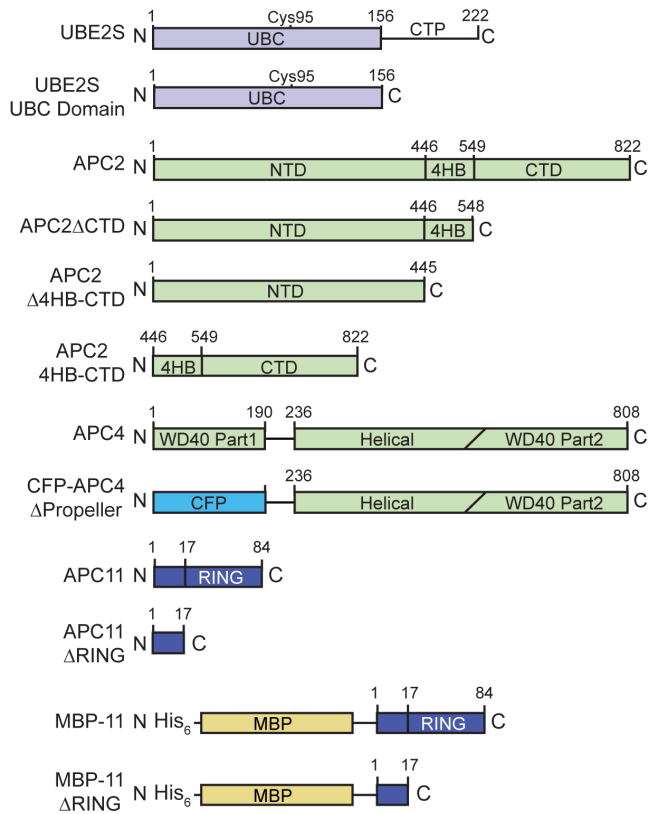 1 Cys95 156 222
UBE2S N UBC CTP C
1 Cys95 156
UBE2S
UBC Domain N UBC C
1 446 549 822
APC2 N NTD 4HB CTD C
1 446 548
APC2ΔCTD N NTD 4HB C
1 445
APC2
Δ4HB-CTD N NTD C
446 549 822
APC2
4HB-CTD N 4HB CTD C
1 190 236 808
APC4 N WD40 Part1 Helical WD40 Part2 C
236 808
CFP-APC4
ΔPropeller N CFP Helical WD40 Part2 C
1 17 84
APC11 N RING C
1 17
APC11
ΔRING N C
1 17 84
MBP-11 N His6 MBP RING C
1 17
MBP-11
ΔRING N His6 MBP C